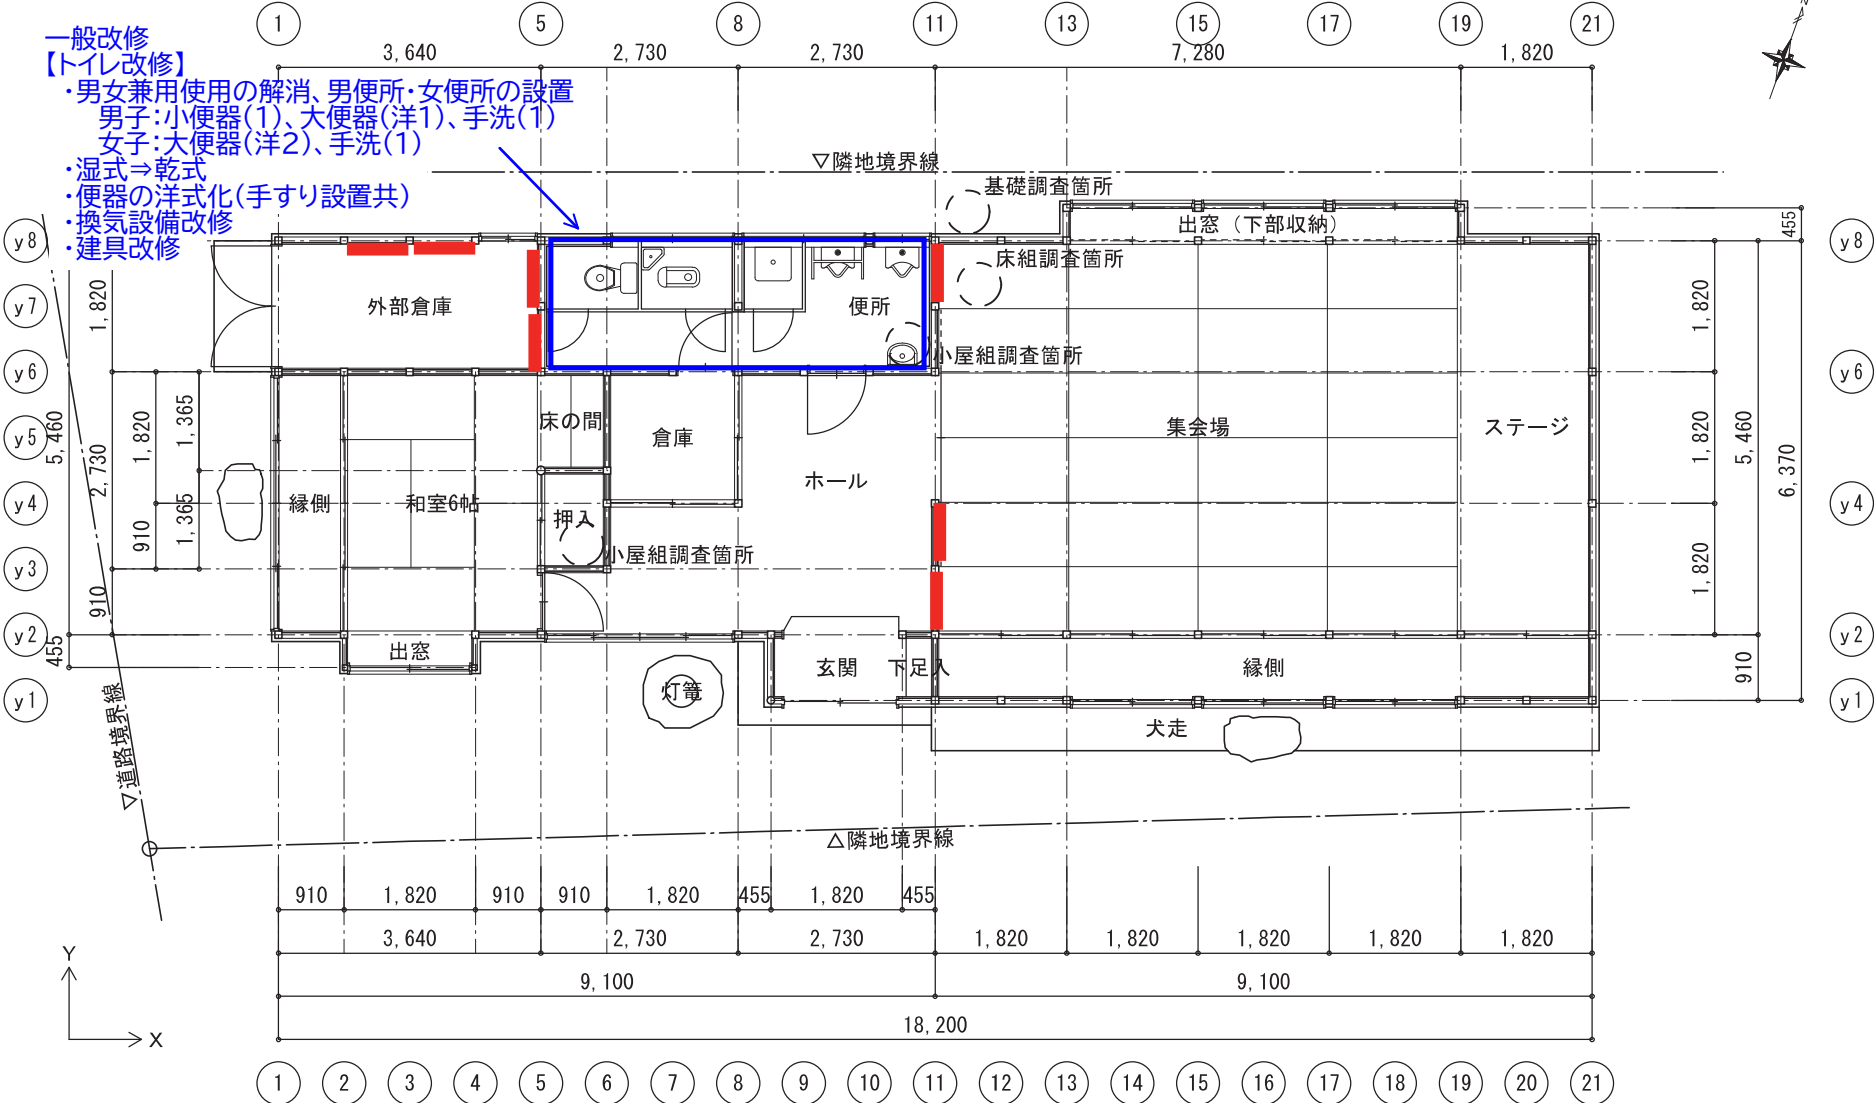 1 5 8 11 13 15 17 19 21
N
3,640 2,730 2,730 7,280 1,820
一般改修
【トイレ改修】
・男女兼用使用の解消、男便所・女便所の設置
男子：小便器(1)、大便器(洋1)、手洗(1)
女子：大便器(洋2)、手洗(1)
・湿式⇒乾式
・便器の洋式化(手すり設置共)
・換気設備改修
・建具改修
▽隣地境界線
基礎調査箇所
出窓（下部収納）
床組調査箇所
外部倉庫
便所
小屋組調査箇所
床の間
倉庫
集会場
ステージ
ホール
縁側
和室6帖
押入
小屋組調査箇所
出窓
灯篭
玄関
下足入
縁側
犬走
▽道路境界線
△隣地境界線
y8
y7
y6
y5
y4
y3
y2
y1
1,820
5,460
2,730
1,820
1,365
1,365
910
910
455
y8
y6
y4
y2
y1
455
1,820
1,820
1,820
5,460
6,370
910
910 1,820 910 910 1,820 455 1,820 455
3,640 2,730 2,730 1,820 1,820 1,820 1,820 1,820
9,100 9,100
18,200
Y
X
1 2 3 4 5 6 7 8 9 10 11 12 13 14 15 16 17 18 19 20 21